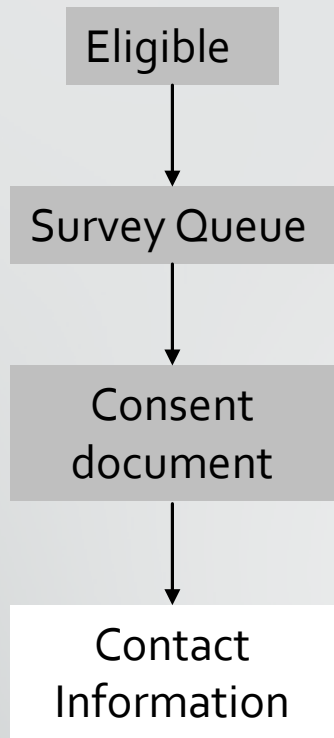 Eligible
Survey Queue
Consent
document
Contact
Information